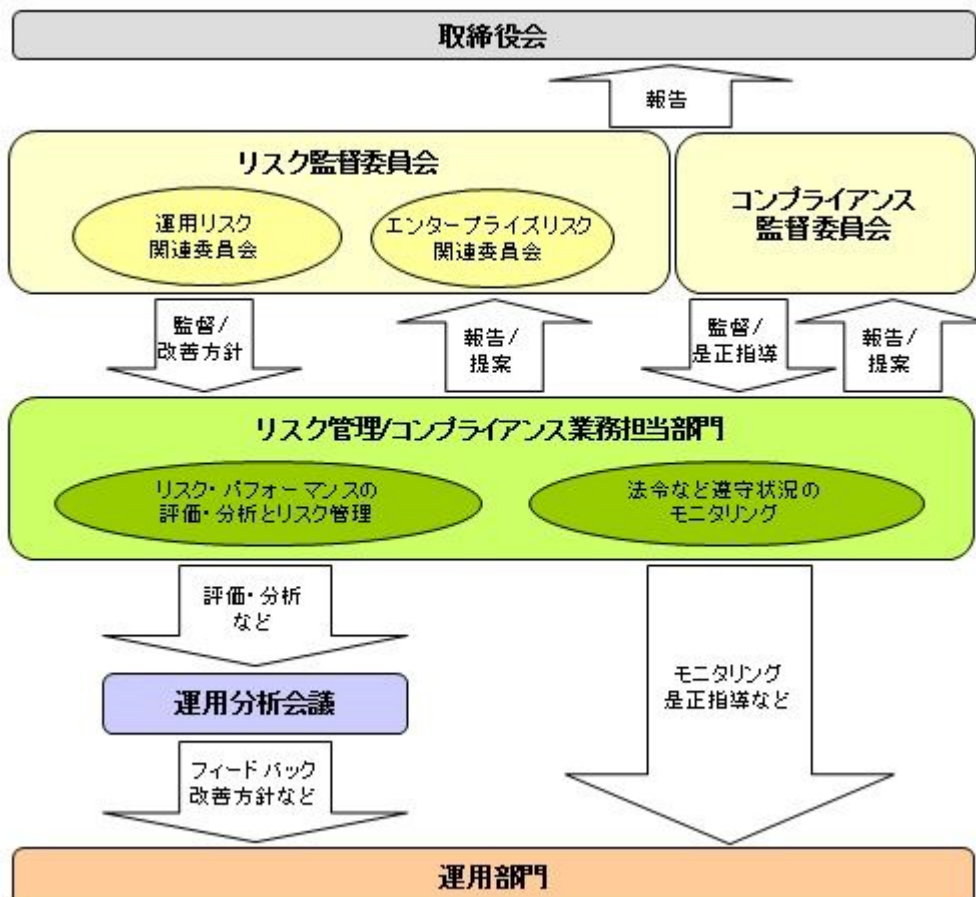 取締役会
報告
リスク監督委員会
運用リスク
関連委員会
エンタープライズリスク
関連委員会
コンプライアンス
監督委員会
監督/
改善方針
報告/
提案
監督/
是正指導
報告/
提案
リスク管理/コンプライアンス業務担当部門
リスク・パフォーマンスの
評価・分析とリスク管理
法令など遵守状況の
モニタリング
評価・分析
など
運用分析会議
モニタリング
是正指導など
フィードバック
改善方針など
運用部門